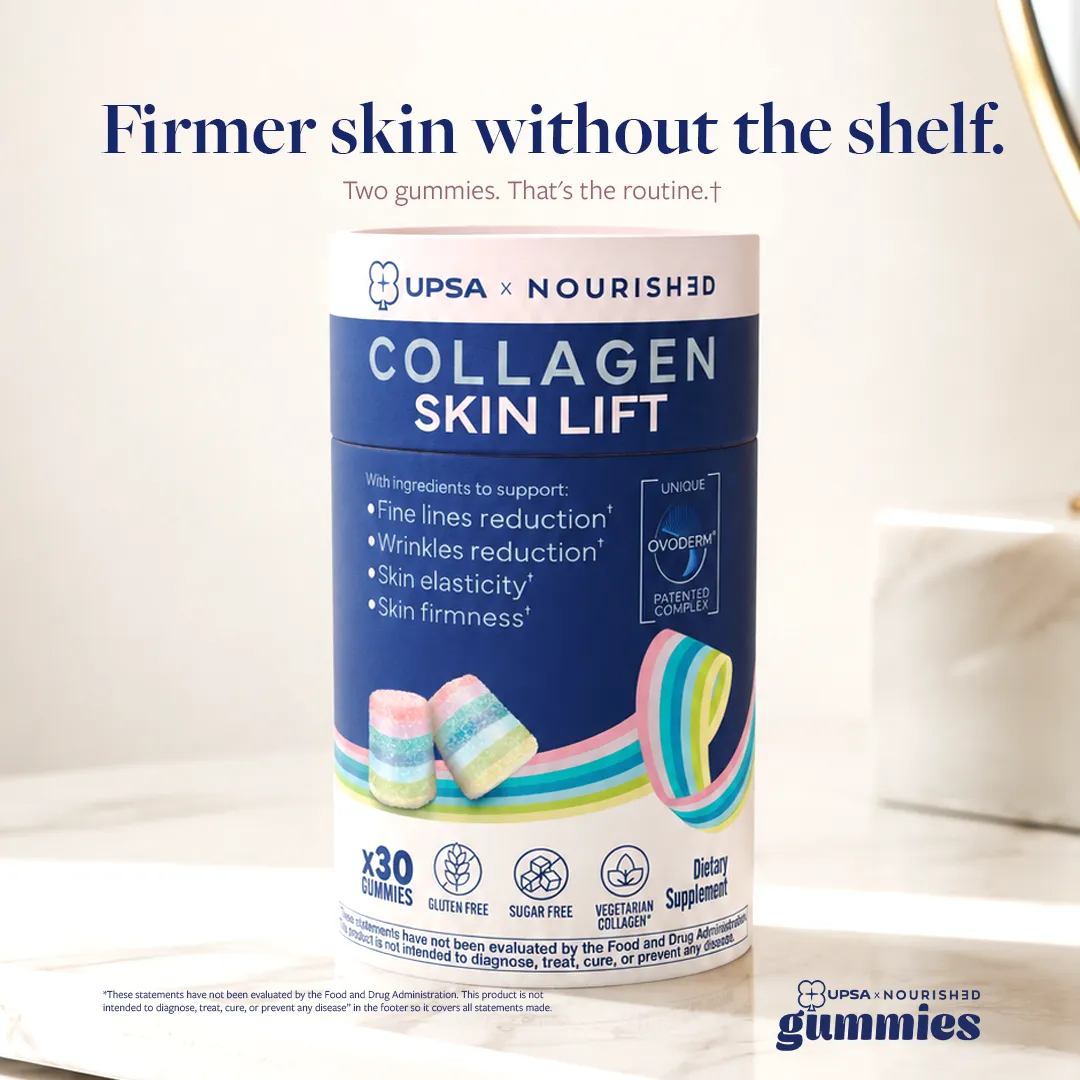 Firmer skin without the shelf.
Two gummies. That's the routine.†
UPSA x NOURISHED
COLLAGEN
SKIN LIFT
With ingredients to support:
• Fine lines reduction†
• Wrinkles reduction†
• Skin elasticity†
• Skin firmness†
UNIQUE
OVODERM®
PATENTED
COMPLEX
x30
GUMMIES
GLUTEN FREE
SUGAR FREE
VEGETARIAN
COLLAGEN*
Dietary
Supplement
These statements have not been evaluated by the Food and Drug Administration.
This product is not intended to diagnose, treat, cure, or prevent any disease.
*These statements have not been evaluated by the Food and Drug Administration. This product is not
intended to diagnose, treat, cure, or prevent any disease" in the footer so it covers all statements made.
UPSA x NOURISHED
gummies